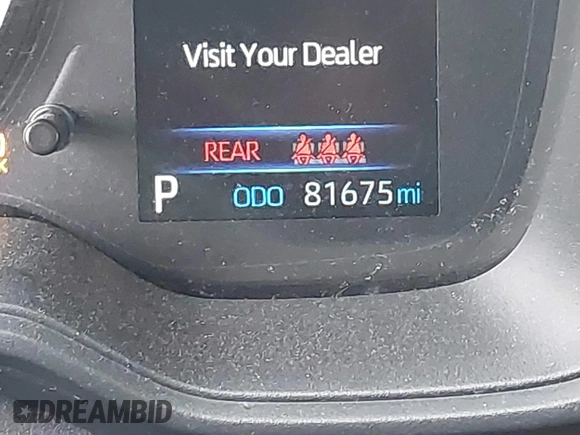 Visit Your Dealer
REAR
P ODO 81675 mi
DREAMBID